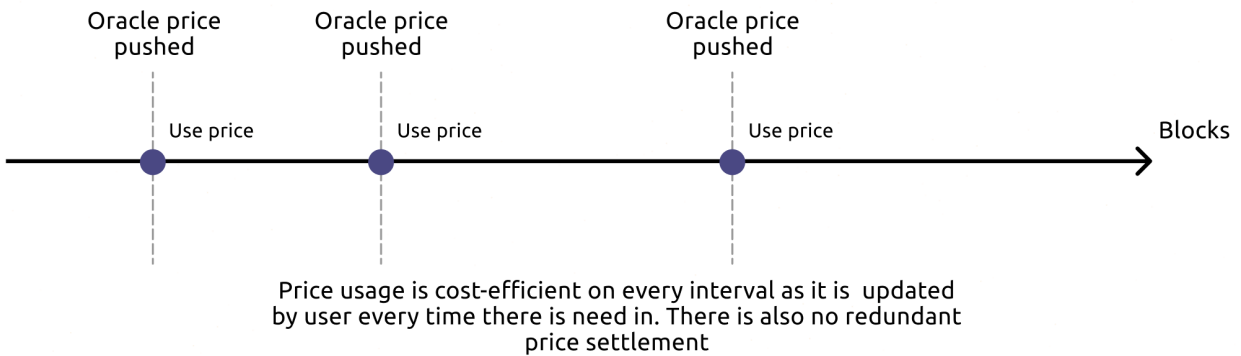 Oracle price
pushed
Oracle price
pushed
Oracle price
pushed
Use price
Use price
Use price
Blocks
Price usage is cost-efficient on every interval as it is  updated
by user every time there is need in. There is also no redundant
price settlement